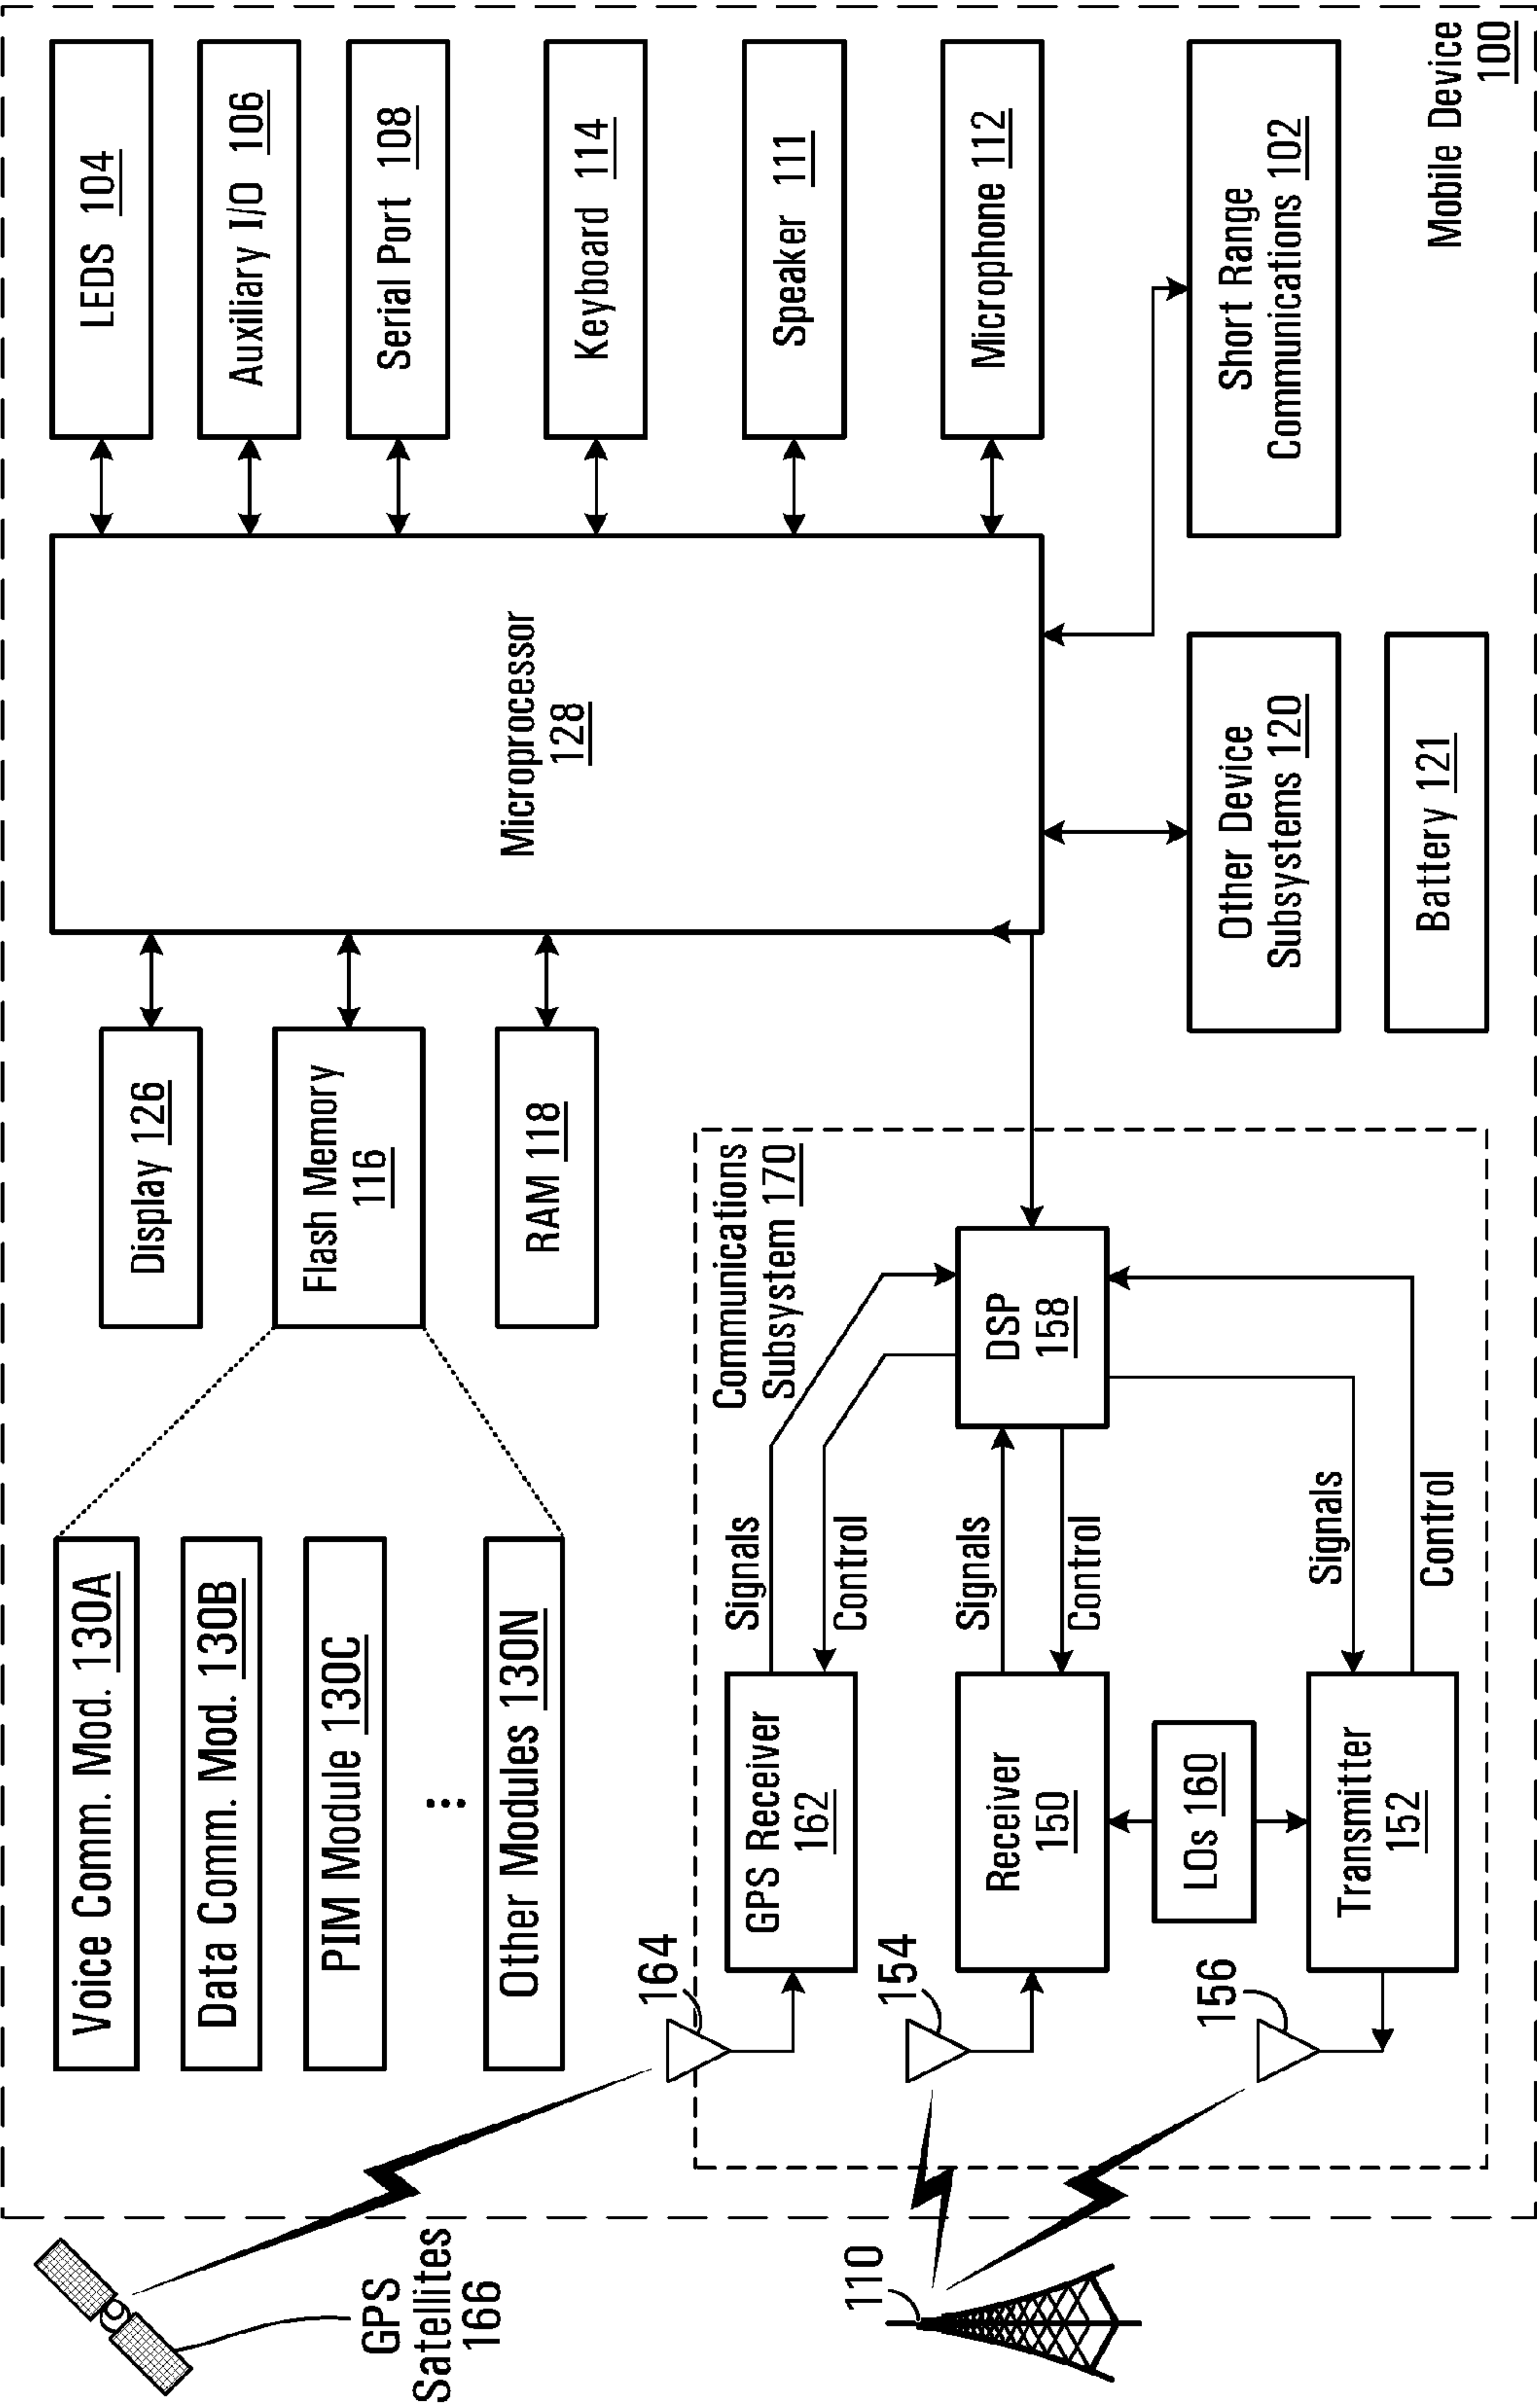 GPS
Satellites
166
110
Voice Comm. Mod. 130A
Data Comm. Mod. 130B
PIM Module 130C
Other Modules 130N
Display 126
Flash Memory
116
RAM 118
Microprocessor
128
LEDS 104
Auxiliary I/O 106
Serial Port 108
Keyboard 114
Speaker 111
Microphone 112
Short Range
Communications 102
Other Device
Subsystems 120
Battery 121
Communications
Subsystem 170
164
GPS Receiver
162
Signals
Control
DSP
158
154
Receiver
150
Signals
Control
LOs 160
156
Transmitter
152
Signals
Control
Mobile Device
100